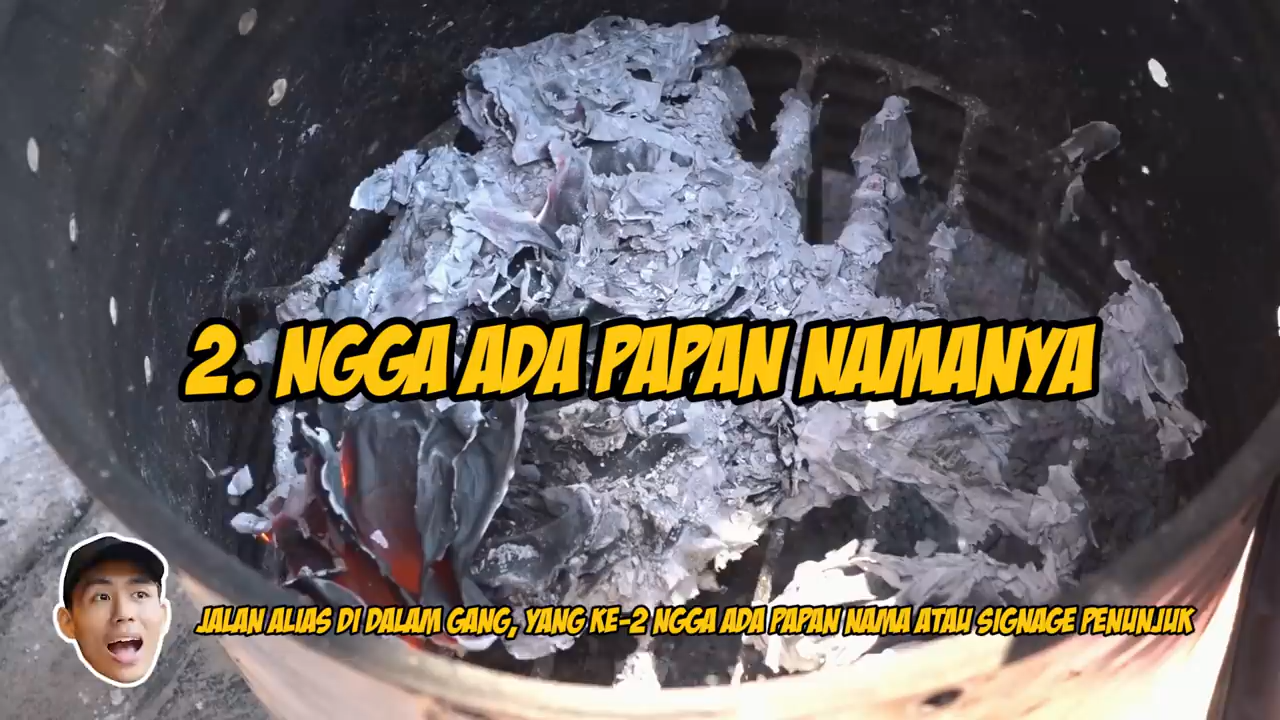 2. NGGA ADA PAPAN NAMANYA
JALAN ALIAS DI DALAM GANG, YANG KE-2 NGGA ADA PAPAN NAMA ATAU SIGNAGE PENUNJUK